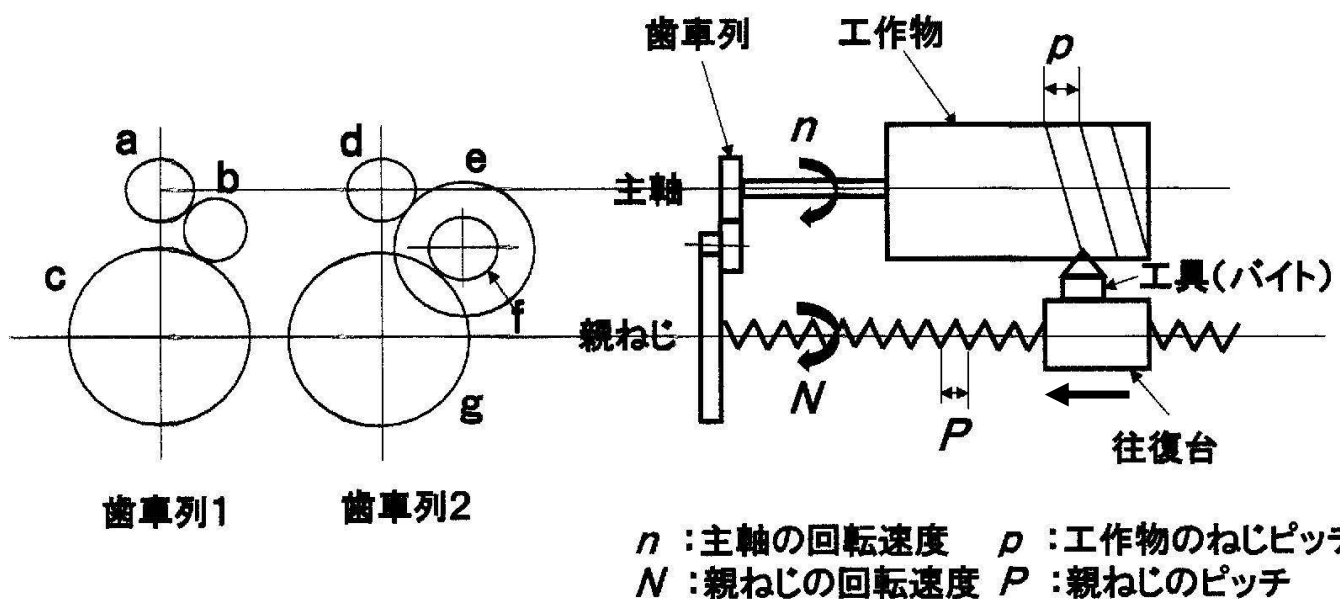 歯車列
工作物
p
a
b
c
d
e
f
g
n
主軸
工具(バイト)
親ねじ
N
P
往復台
歯車列1
歯車列2
n :主軸の回転速度 p :工作物のねじピッチ
N :親ねじの回転速度 P :親ねじのピッチ